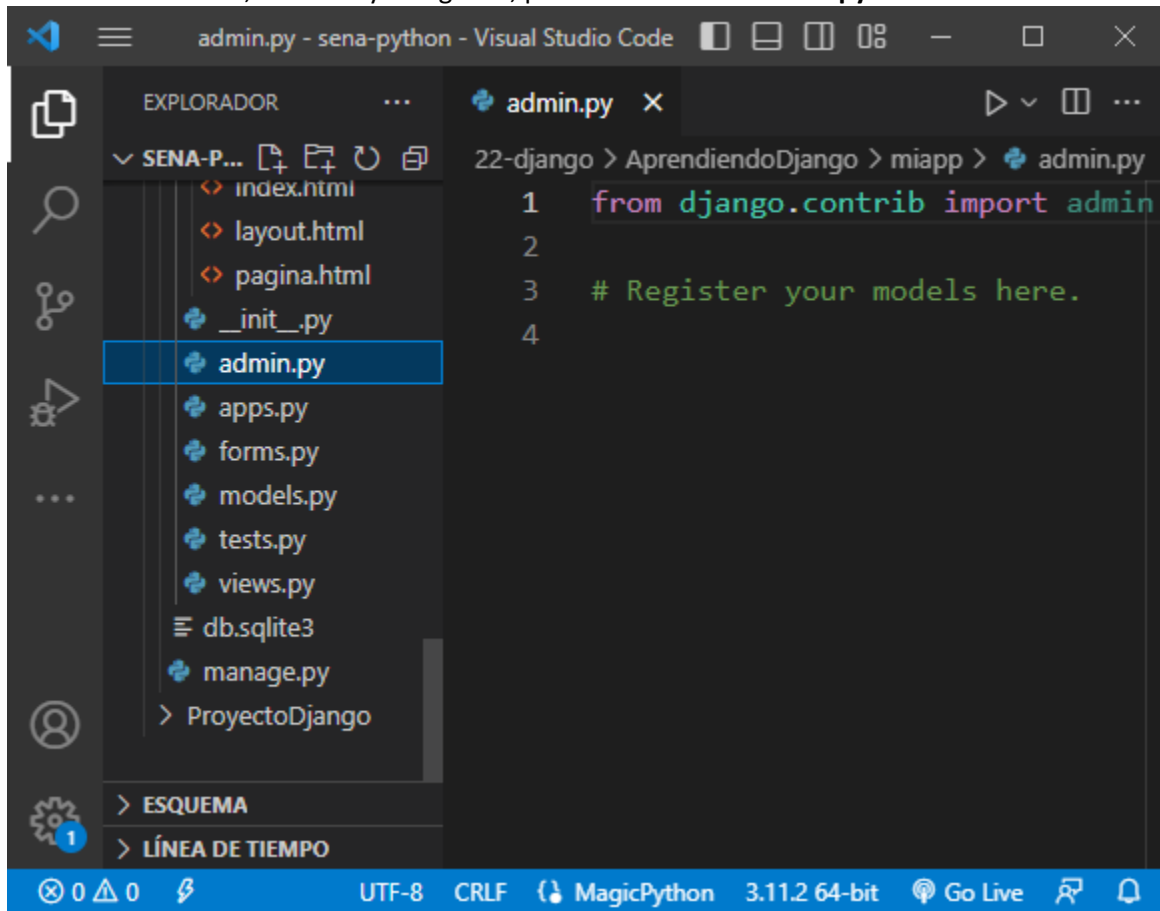 admin.py - sena-python - Visual Studio Code
EXPLORADOR ···
SENA-P...
index.html
layout.html
pagina.html
__init__.py
admin.py
apps.py
forms.py
models.py
tests.py
views.py
db.sqlite3
manage.py
> ProyectoDjango
> ESQUEMA
> LÍNEA DE TIEMPO
admin.py ×
22-django > AprendiendoDjango > miapp > admin.py
1 from django.contrib import admin
2
3 # Register your models here.
4
1
0 0 UTF-8 CRLF MagicPython 3.11.2 64-bit Go Live